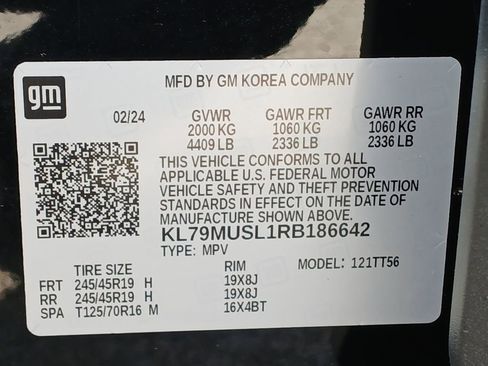 gm
MFD BY GM KOREA COMPANY
02/24 GVWR GAWR FRT GAWR RR
2000 KG 1060 KG 1060 KG
4409 LB 2336 LB 2336 LB
THIS VEHICLE CONFORMS TO ALL
APPLICABLE U.S. FEDERAL MOTOR
VEHICLE SAFETY AND THEFT PREVENTION
STANDARDS IN EFFECT ON THE DATE OF
MANUFACTURE SHOWN ABOVE.
KL79MUSL1RB186642
TYPE: MPV MODEL: 121TT56
TIRE SIZE RIM
FRT 245/45R19 H 19X8J
RR 245/45R19 H 19X8J
SPA T125/70R16 M 16X4BT